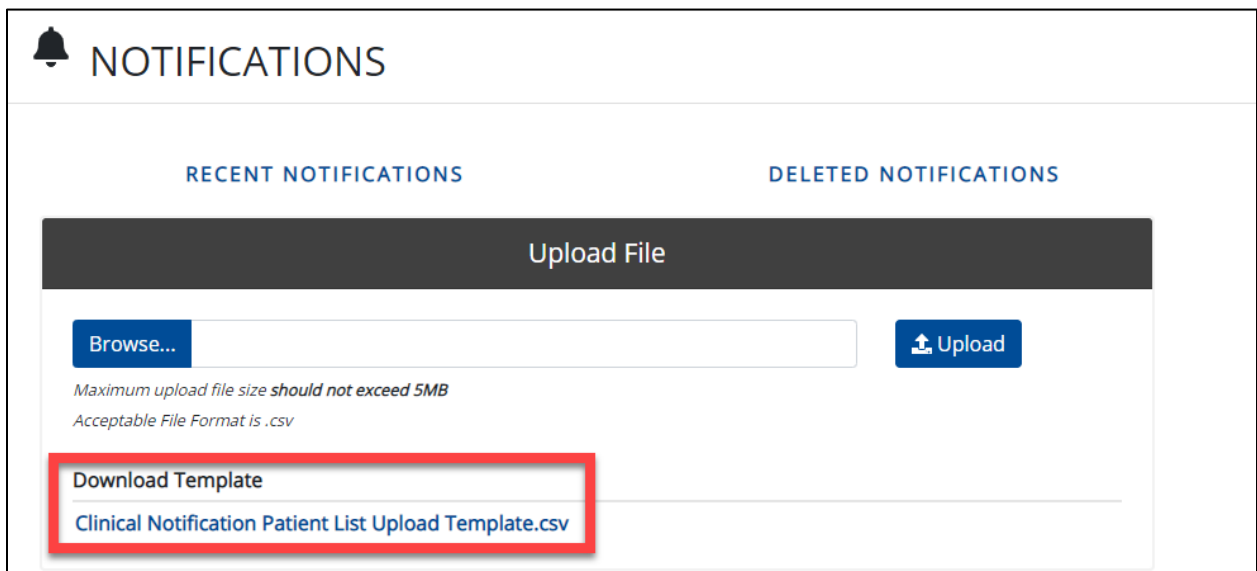 NOTIFICATIONS
RECENT NOTIFICATIONS DELETED NOTIFICATIONS
Upload File
Browse... Upload
Maximum upload file size should not exceed 5MB
Acceptable File Format is .csv
Download Template
Clinical Notification Patient List Upload Template.csv